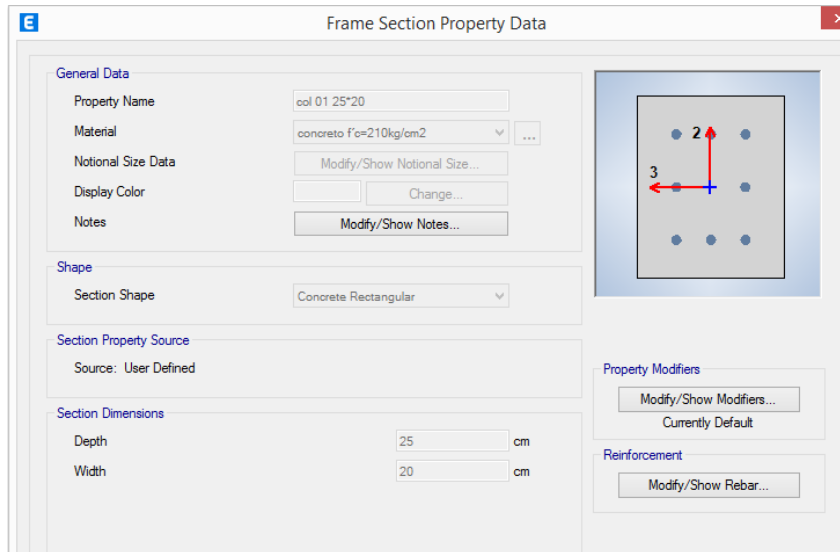 E
Frame Section Property Data
General Data
Property Name
col 01 25*20
Material
concreto f'c=210kg/cm2
...
Notional Size Data
Modify/Show Notional Size...
Display Color
Change...
Notes
Modify/Show Notes...
2
3
Shape
Section Shape
Concrete Rectangular
Section Property Source
Source: User Defined
Section Dimensions
Depth
25
cm
Width
20
cm
Property Modifiers
Modify/Show Modifiers...
Currently Default
Reinforcement
Modify/Show Rebar...